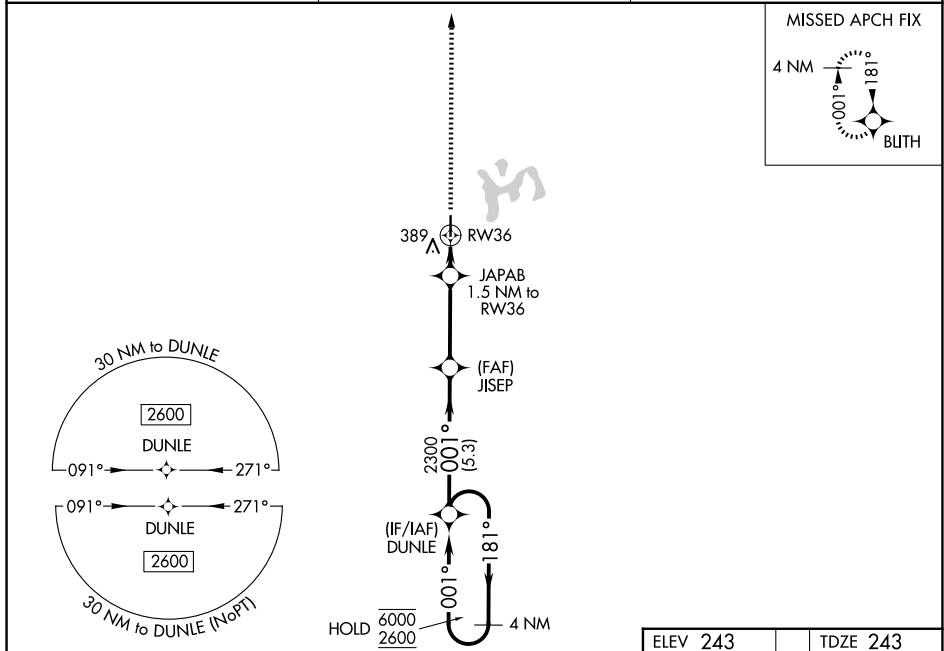 MISSED APCH FIX
4 NM
001°
181°
BLITH
389
RW36
JAPAB
1.5 NM to
RW36
(FAF)
JISEP
2300
001°
(5.3)
(IF/IAF)
DUNLE
001°
181°
HOLD
6000
2600
4 NM
30 NM to DUNLE
2600
DUNLE
091°
271°
091°
271°
DUNLE
2600
30 NM to DUNLE (NoPT)
ELEV 243
TDZE 243